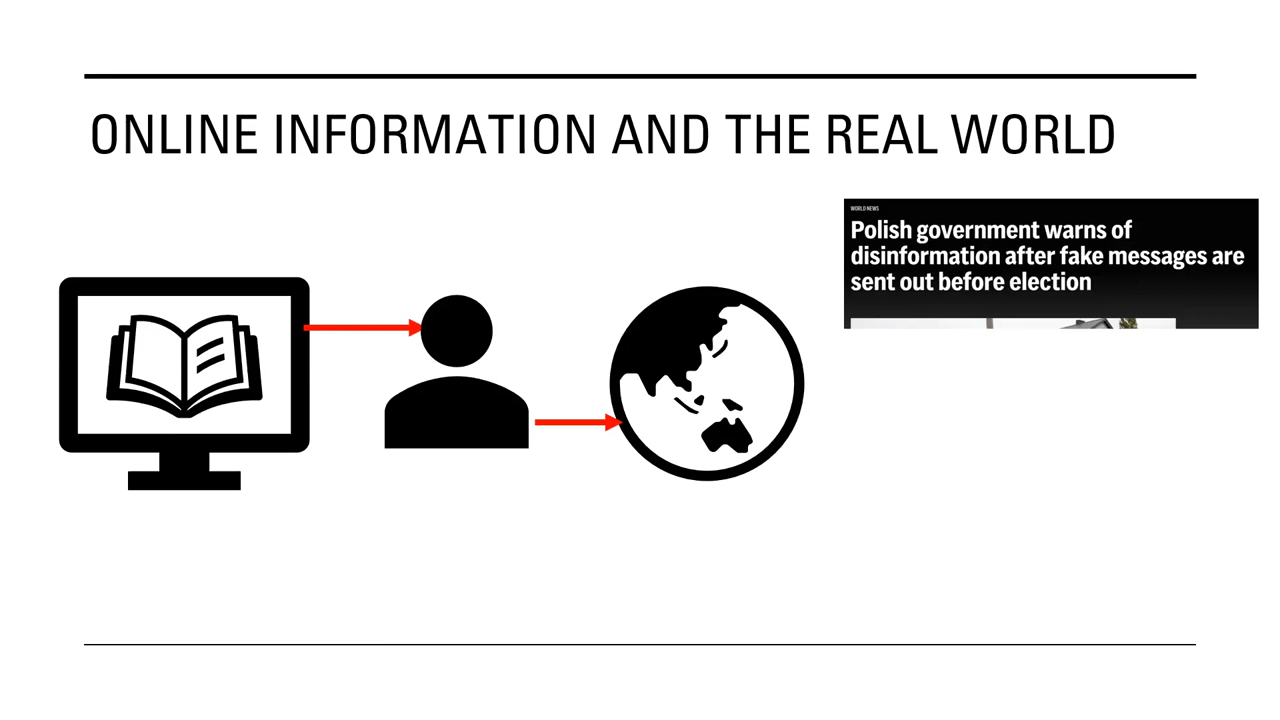 ONLINE INFORMATION AND THE REAL WORLD
WORLD NEWS
Polish government warns of
disinformation after fake messages are
sent out before election